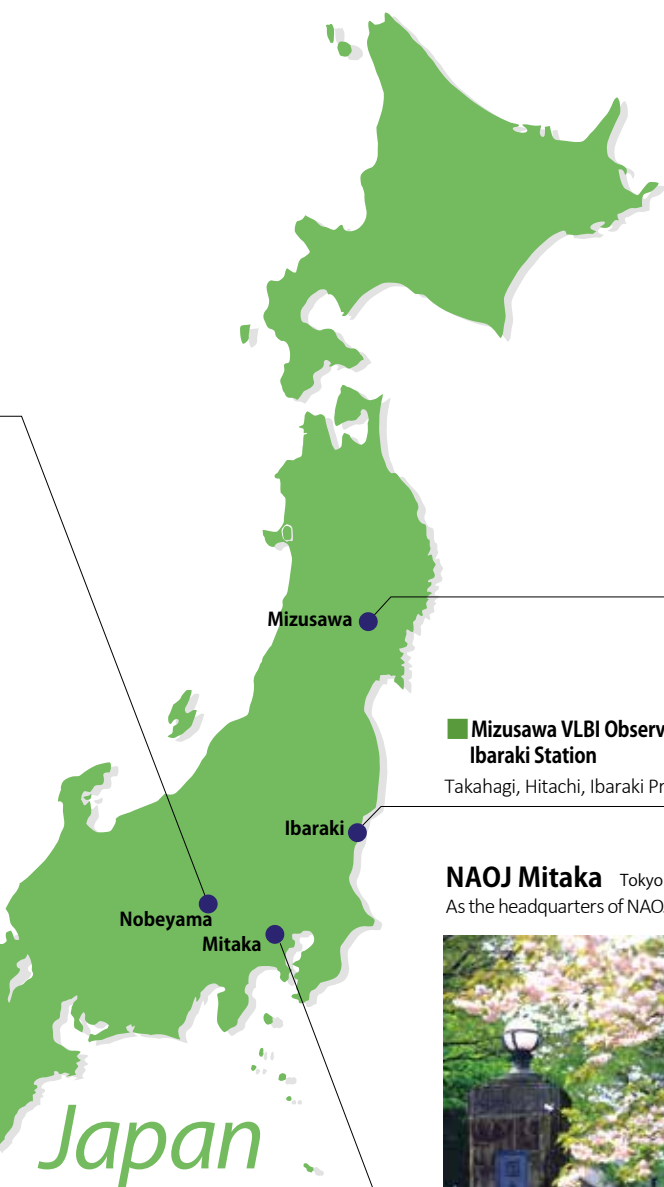 Mizusawa
Mizusawa VLBI Observ
Ibaraki Station
Takahagi, Hitachi, Ibaraki Pr
Ibaraki
NAOJ Mitaka Tokyo
As the headquarters of NAO
Nobeyama
Mitaka
Japan